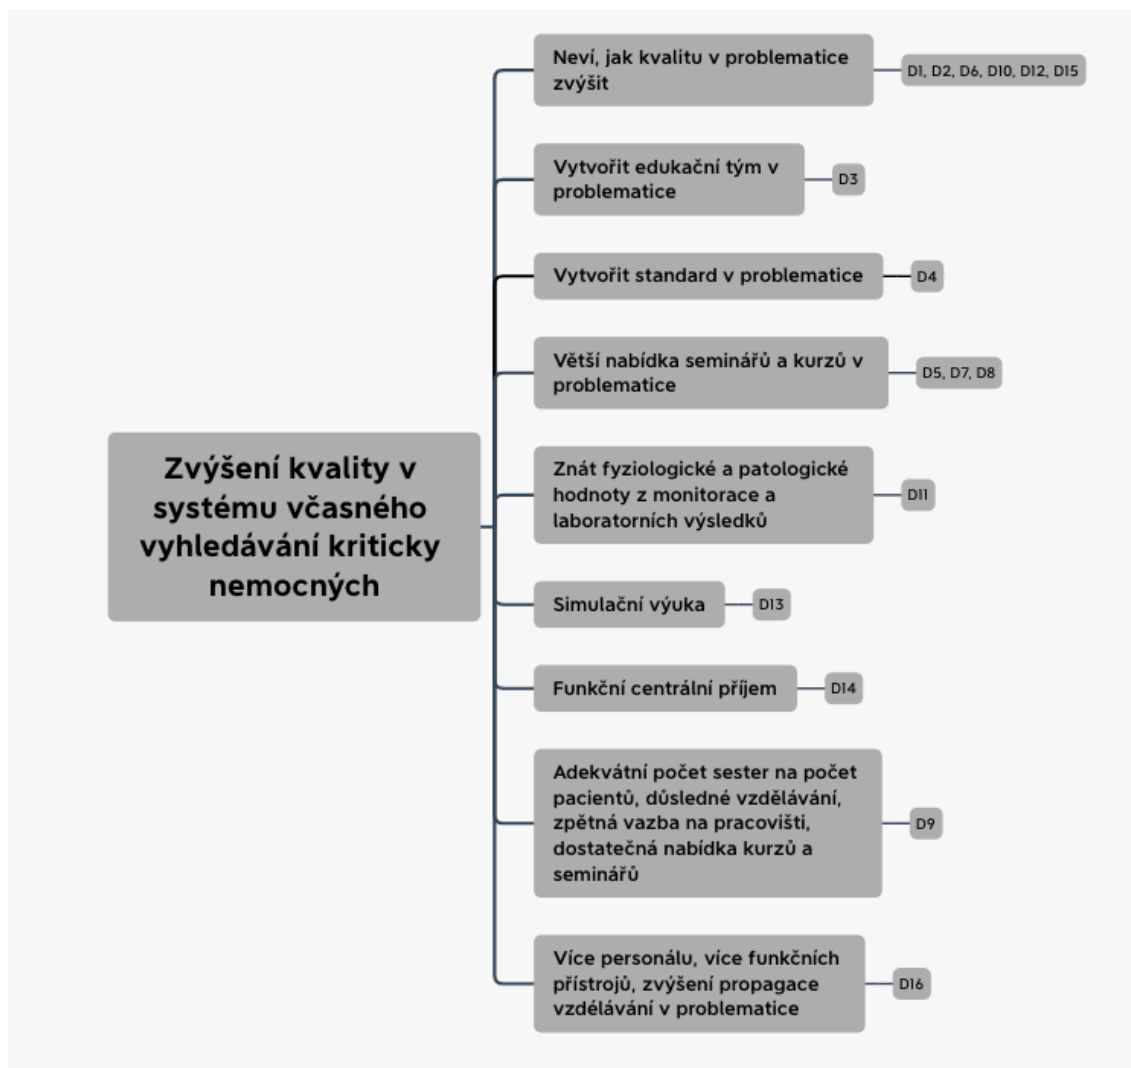 Neví, jak kvalitu v problematice
zvýšit
D1, D2, D6, D10, D12, D15
Vytvořit edukační tým v
problematice
D3
Vytvořit standard v problematice
D4
Větší nabídka seminářů a kurzů v
problematice
D5, D7, D8
Zvýšení kvality v
systému včasného
vyhledávání kriticky
nemocných
Znát fyziologické a patologické
hodnoty z monitorace a
laboratorních výsledků
D11
Simulační výuka
D13
Funkční centrální příjem
D14
Adekvátní počet sester na počet
pacientů, důsledné vzdělávání,
zpětná vazba na pracovišti,
dostatečná nabídka kurzů a
seminářů
D9
Více personálu, více funkčních
přístrojů, zvýšení propagace
vzdělávání v problematice
D16